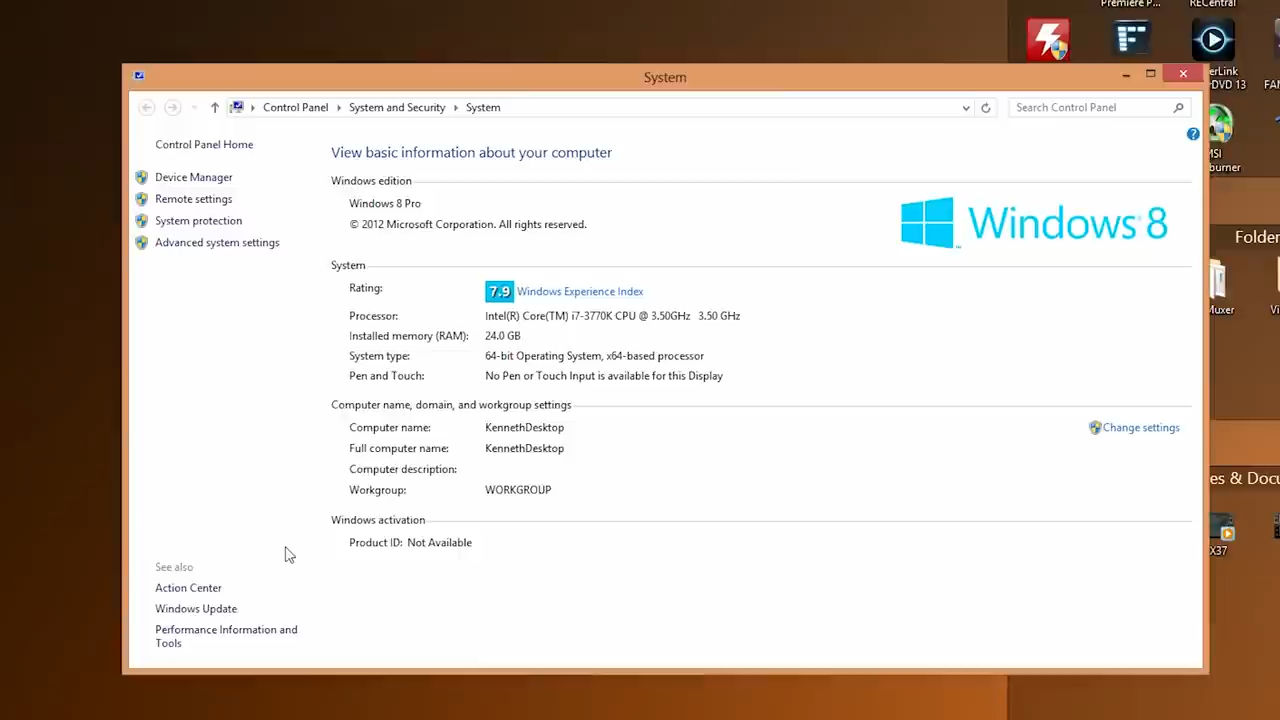 Premiere P...
RECentral
System
Control Panel
System and Security
System
Search Control Panel
erLink
DVD 13
FAN
MSI
burner
Control Panel Home
Device Manager
Remote settings
System protection
Advanced system settings
View basic information about your computer
Windows edition
Windows 8 Pro
© 2012 Microsoft Corporation. All rights reserved.
Windows 8
System
Rating:
7.9 Windows Experience Index
Processor:
Intel(R) Core(TM) i7-3770K CPU @ 3.50GHz 3.50 GHz
Installed memory (RAM):
24.0 GB
System type:
64-bit Operating System, x64-based processor
Pen and Touch:
No Pen or Touch Input is available for this Display
Computer name, domain, and workgroup settings
Computer name:
KennethDesktop
Change settings
Full computer name:
KennethDesktop
Computer description:
Workgroup:
WORKGROUP
Windows activation
Product ID: Not Available
See also
Action Center
Windows Update
Performance Information and
Tools
Folder
Muxer
es & Docu
X37